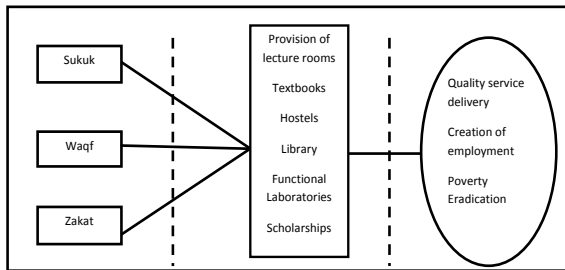 Sukuk
Waqf
Zakat
Provision of
lecture rooms
Textbooks
Hostels
Library
Functional
Laboratories
Scholarships
Quality service
delivery
Creation of
employment
Poverty
Eradication